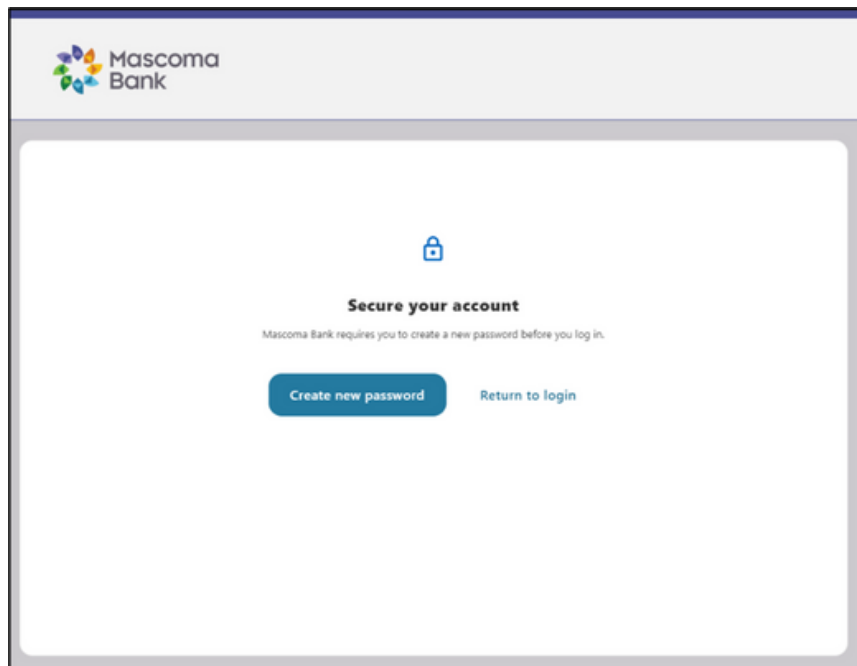 Mascoma
Bank
Secure your account
Mascoma Bank requires you to create a new password before you log in.
Create new password Return to login